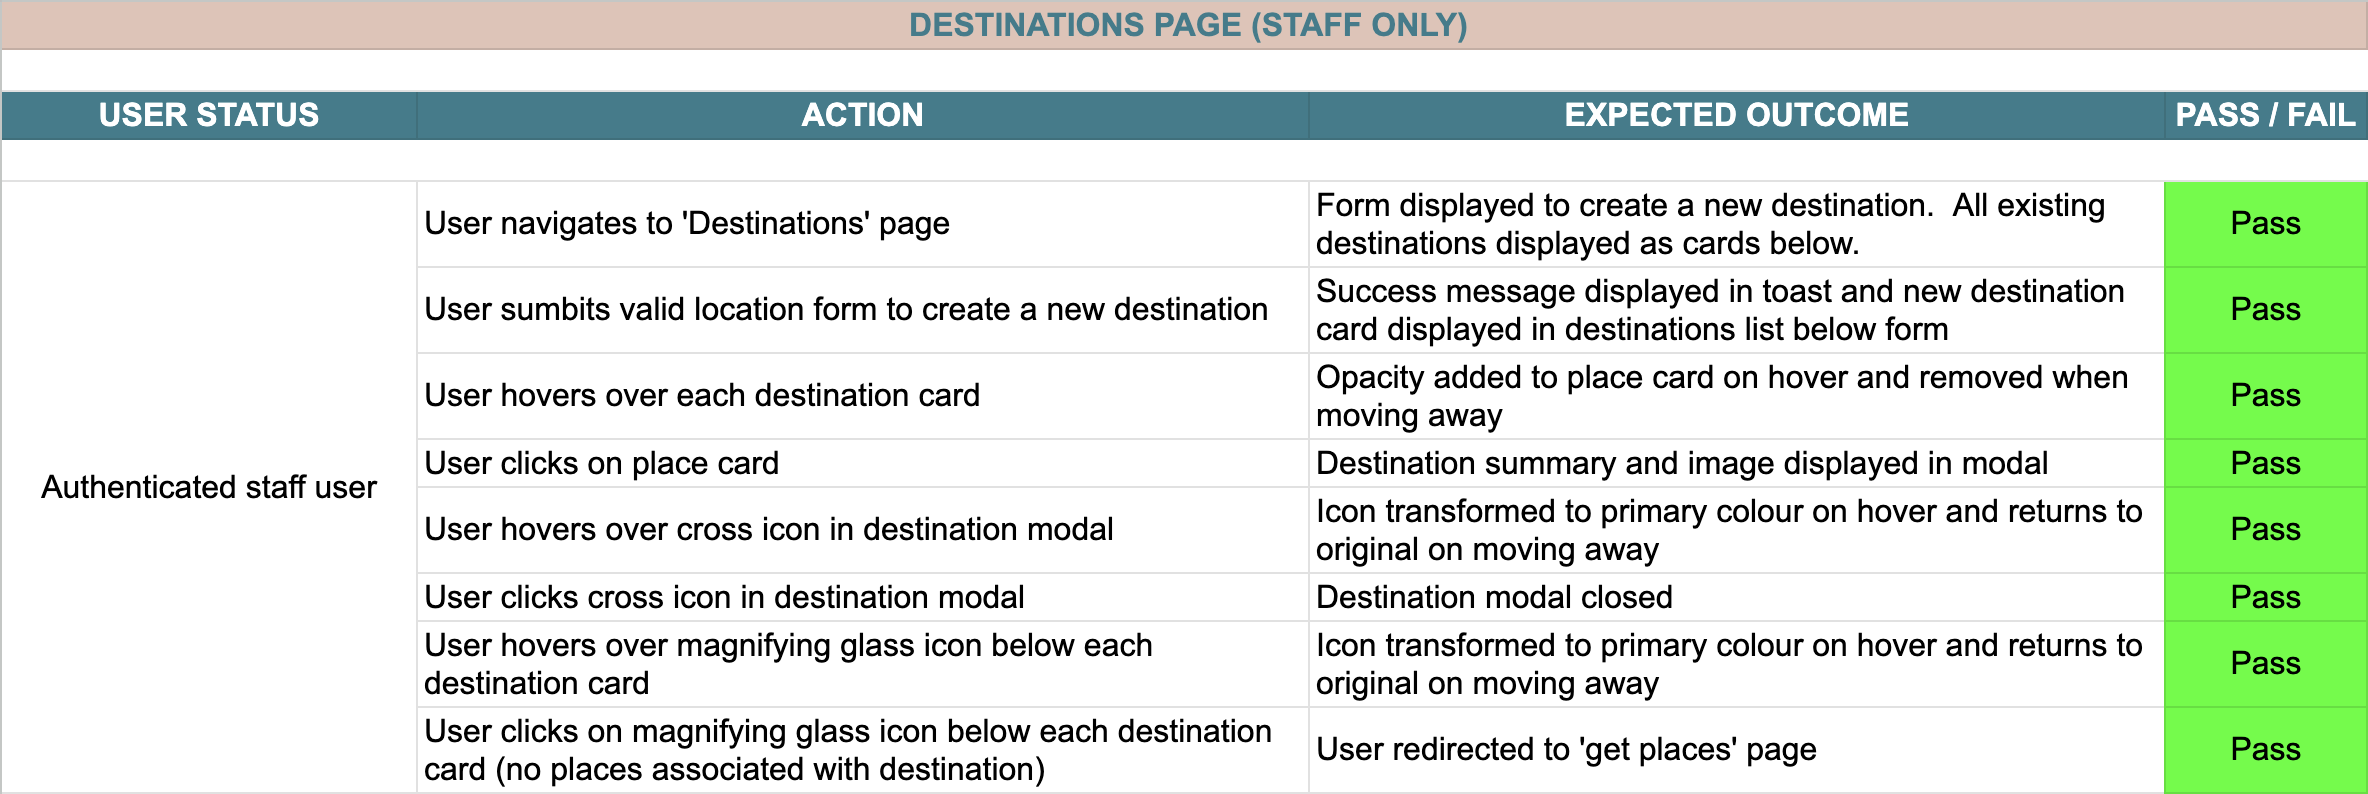 DESTINATIONS PAGE (STAFF ONLY)
USER STATUS
ACTION
EXPECTED OUTCOME
PASS / FAIL
Authenticated staff user
User navigates to 'Destinations' page
Form displayed to create a new destination.  All existing
destinations displayed as cards below.
Pass
User sumbits valid location form to create a new destination
Success message displayed in toast and new destination
card displayed in destinations list below form
Pass
User hovers over each destination card
Opacity added to place card on hover and removed when
moving away
Pass
User clicks on place card
Destination summary and image displayed in modal
Pass
User hovers over cross icon in destination modal
Icon transformed to primary colour on hover and returns to
original on moving away
Pass
User clicks cross icon in destination modal
Destination modal closed
Pass
User hovers over magnifying glass icon below each
destination card
Icon transformed to primary colour on hover and returns to
original on moving away
Pass
User clicks on magnifying glass icon below each destination
card (no places associated with destination)
User redirected to 'get places' page
Pass